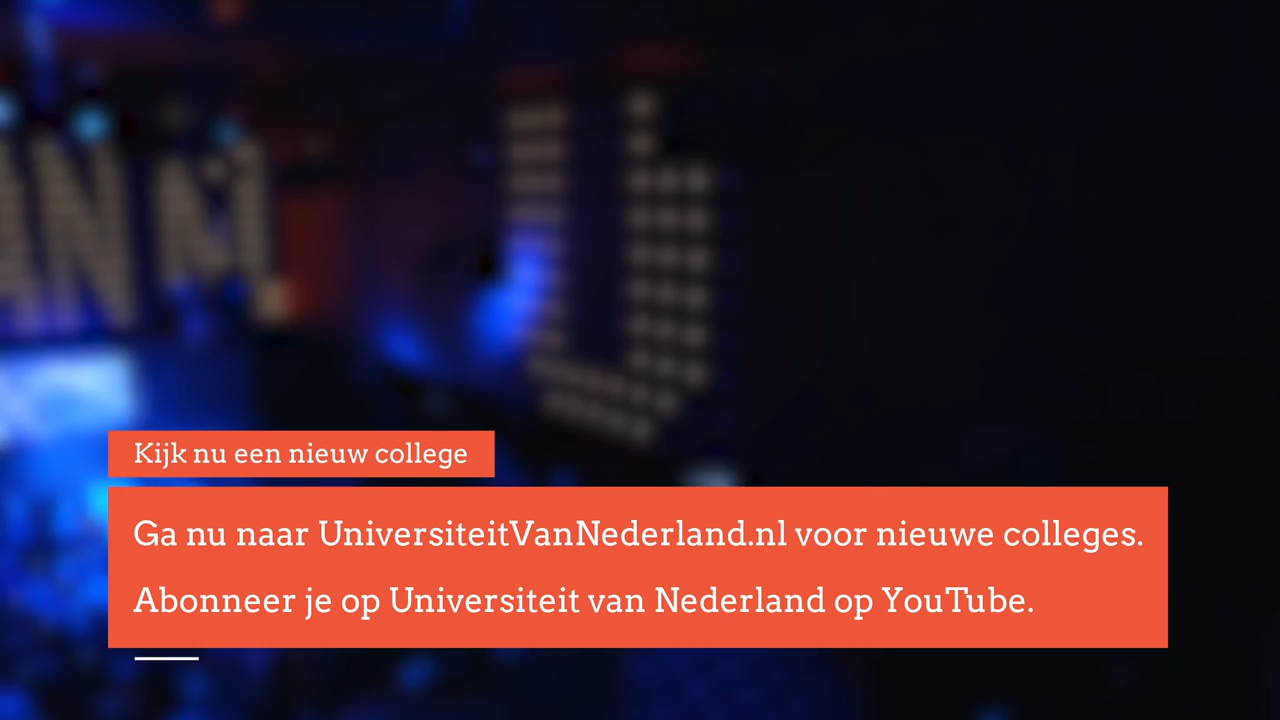 Kijk nu een nieuw college
Ga nu naar UniversiteitVanNederland.nl voor nieuwe colleges.
Abonneer je op Universiteit van Nederland op YouTube.